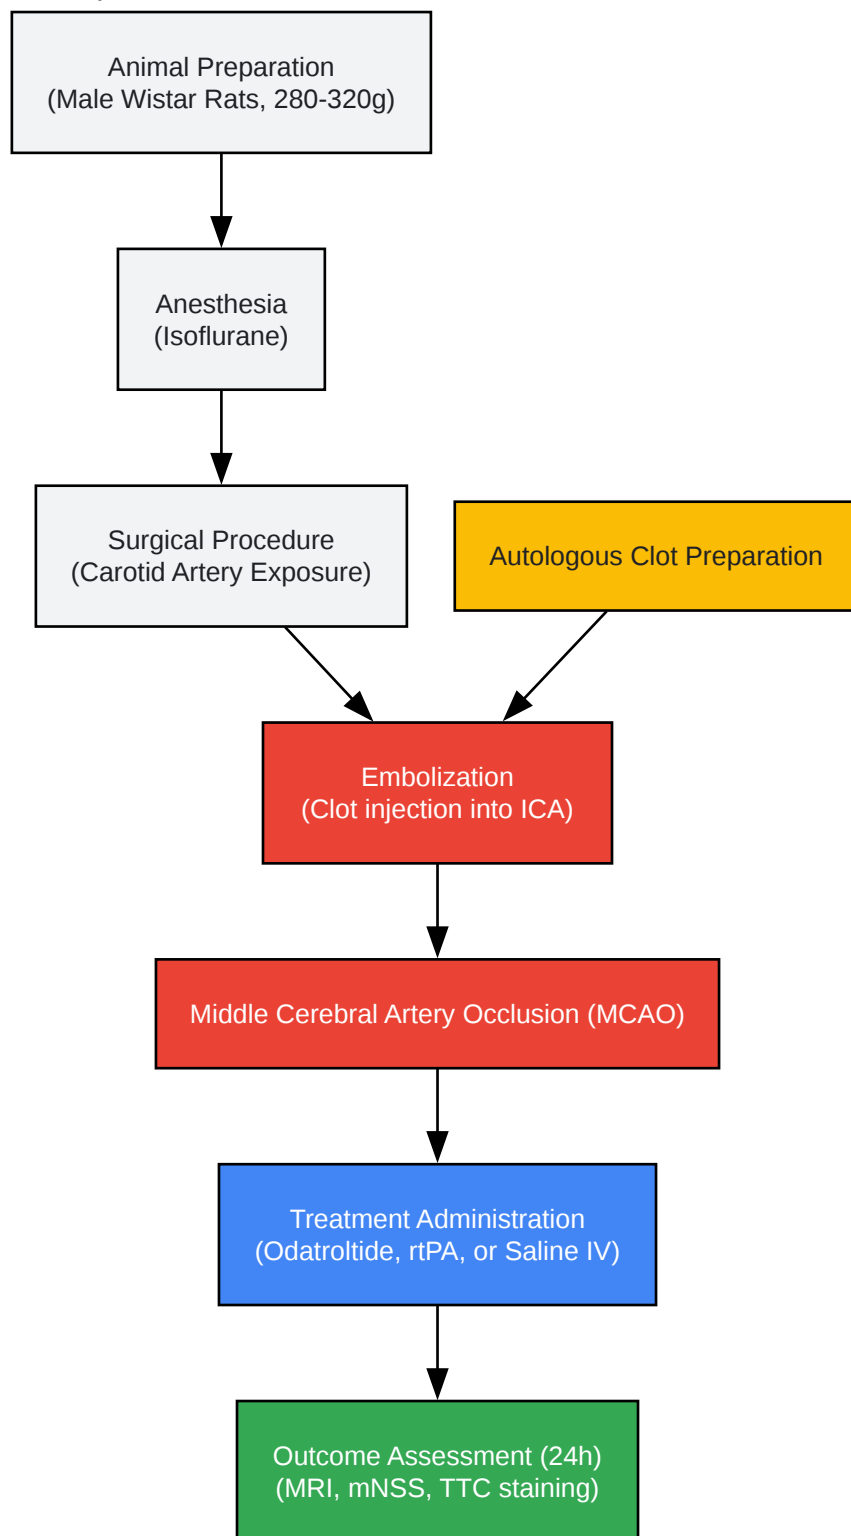 Animal Preparation
(Male Wistar Rats, 280-320g)
Anesthesia
(Isoflurane)
Surgical Procedure
(Carotid Artery Exposure)
Autologous Clot Preparation
Embolization
(Clot injection into ICA)
Middle Cerebral Artery Occlusion (MCAO)
Treatment Administration
(Odatroltide, rtPA, or Saline IV)
Outcome Assessment (24h)
(MRI, mNSS, TTC staining)